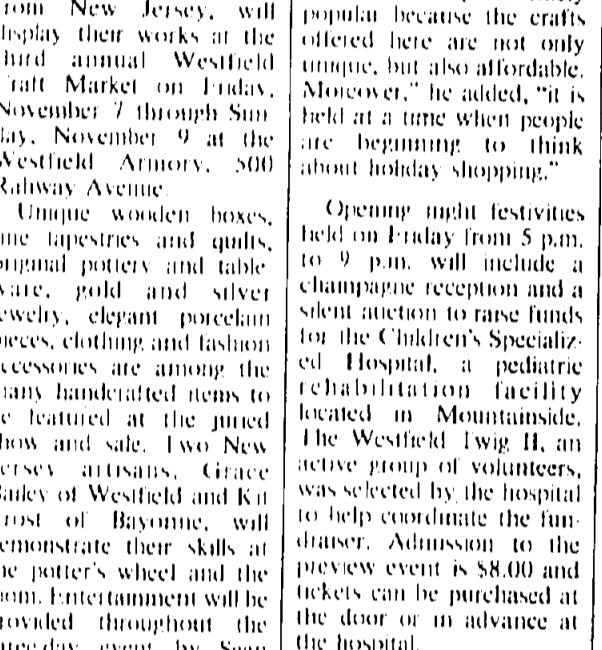 from New Jersey, will
display their works at the
third annual Westfield
Craft Market on Friday,
November 7 through Sun-
day, November 9 at the
Westfield Armory, 500
Rahway Avenue.
Unique wooden boxes,
fine tapestries and quilts,
original pottery and table-
ware, gold and silver
jewelry, elegant porcelain
pieces, clothing and fashion
accessories are among the
many handcrafted items to
be featured at the juried
show and sale. Two New
Jersey artisans, Grace
Bailey of Westfield and Kit
of Bayonne, will
demonstrate their skills at
the potter's wheel and the
loom. Entertainment will be
provided throughout the
event by Sean
popular because the crafts
offered here are not only
unique, but also affordable.
Moreover," he added, "it is
held at a time when people
are beginning to think
about holiday shopping."
Opening night festivities
held on Friday from 5 p.m.
to 9 p.m. will include a
champagne reception and a
silent auction to raise funds
for the Children's Specializ-
ed Hospital, a pediatric
rehabilitation facility
located in Mountainside.
The Westfield Twig II, an
active group of volunteers,
was selected by the hospital
to help coordinate the fun-
draiser. Admission to the
preview event is $8.00 and
tickets can be purchased at
the door or in advance at
the hospital.